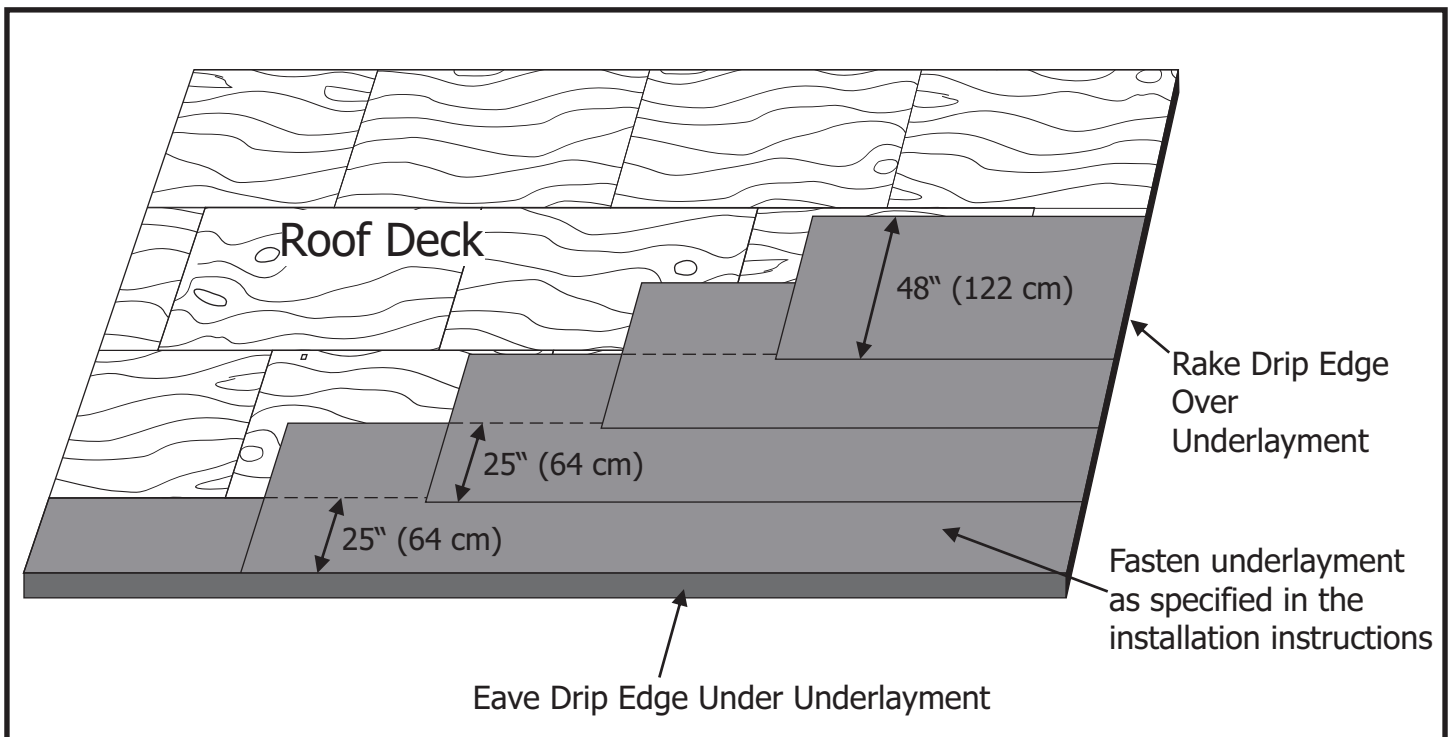 Roof Deck
48“ (122 cm)
Rake Drip Edge
Over
Underlayment
25“ (64 cm)
25“ (64 cm)
Fasten underlayment
as specified in the
installation instructions
Eave Drip Edge Under Underlayment